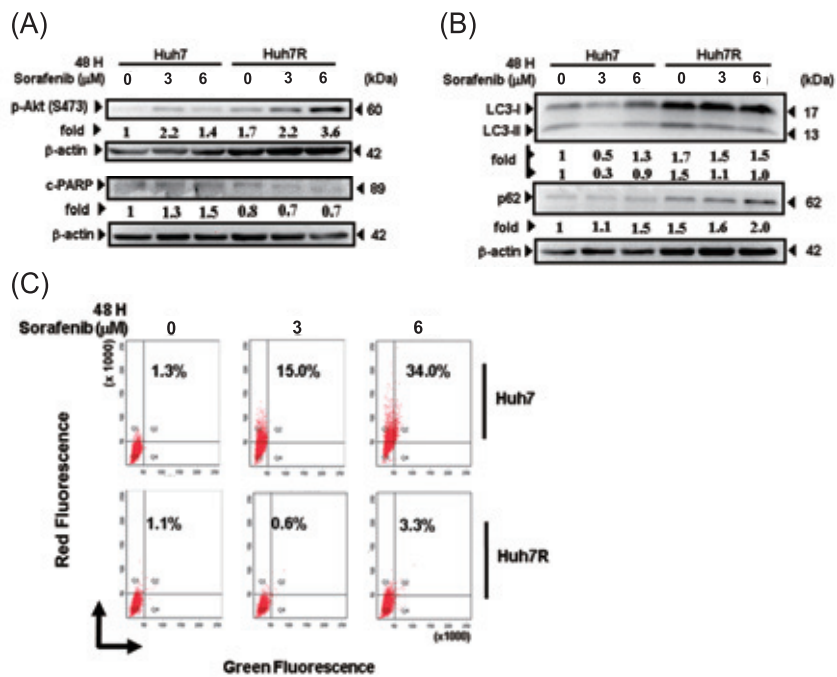 (A)
Huh7 Huh7R
48 H
Sorafenib (µM) 0 3 6 0 3 6 (kDa)
p-Akt (S473) 60
fold 1 2.2 1.4 1.7 2.2 3.6
β-actin 42
c-PARP 89
fold 1 1.3 1.5 0.8 0.7 0.7
β-actin 42
(B)
Huh7 Huh7R
48 H
Sorafenib (µM) 0 3 6 0 3 6 (kDa)
LC3-I 17
LC3-II 13
fold 1 0.5 1.3 1.7 1.5 1.5
1 0.3 0.9 1.5 1.1 1.0
p62 62
fold 1 1.1 1.5 1.5 1.6 2.0
β-actin 42
(C)
48 H
Sorafenib (µM) 0 3 6
(x 1000)
1.3% 15.0% 34.0%
Huh7
Red Fluorescence
1.1% 0.6% 3.3%
Huh7R
(x1000)
Green Fluorescence